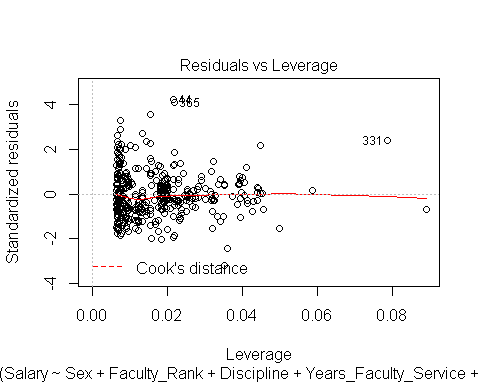 Residuals vs Leverage
Standardized residuals
4
2
0
-2
-4
365
331
Cook's distance
0.00
0.02
0.04
0.06
0.08
Leverage
(Salary ~ Sex + Faculty_Rank + Discipline + Years_Faculty_Service +